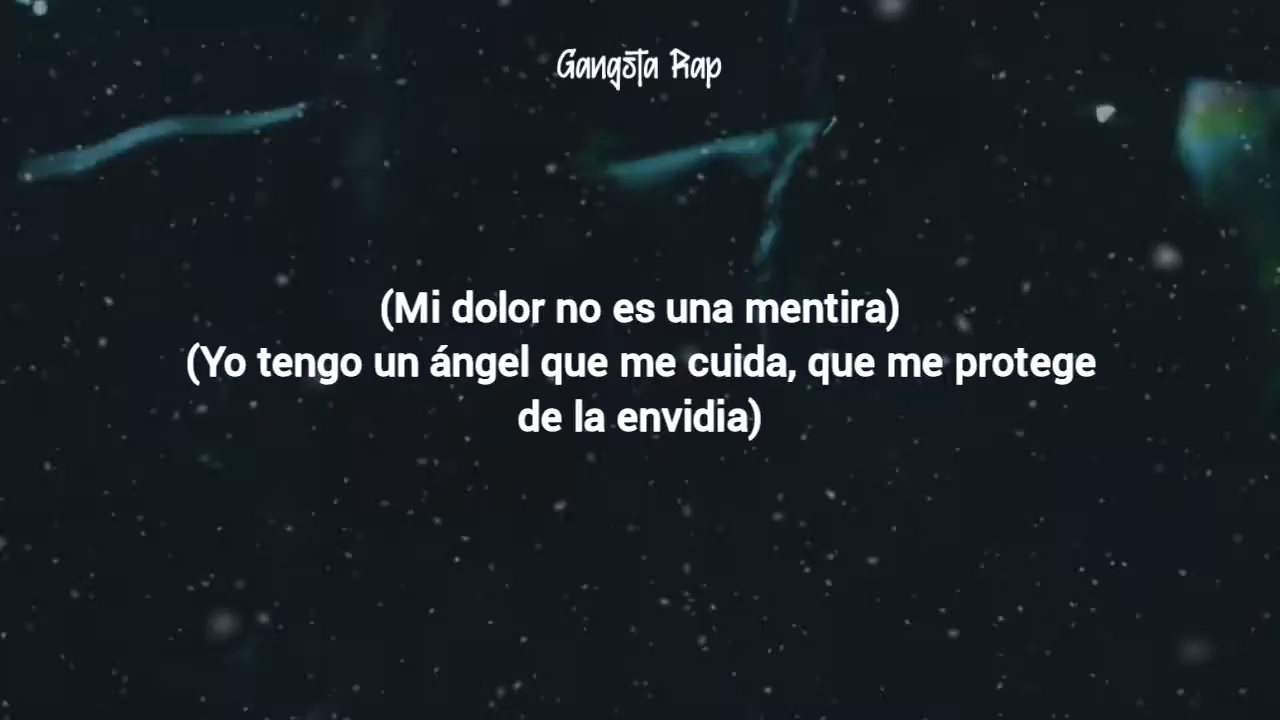 Gangsta Rap
(Mi dolor no es una mentira)
(Yo tengo un ángel que me cuida, que me protege
de la envidia)